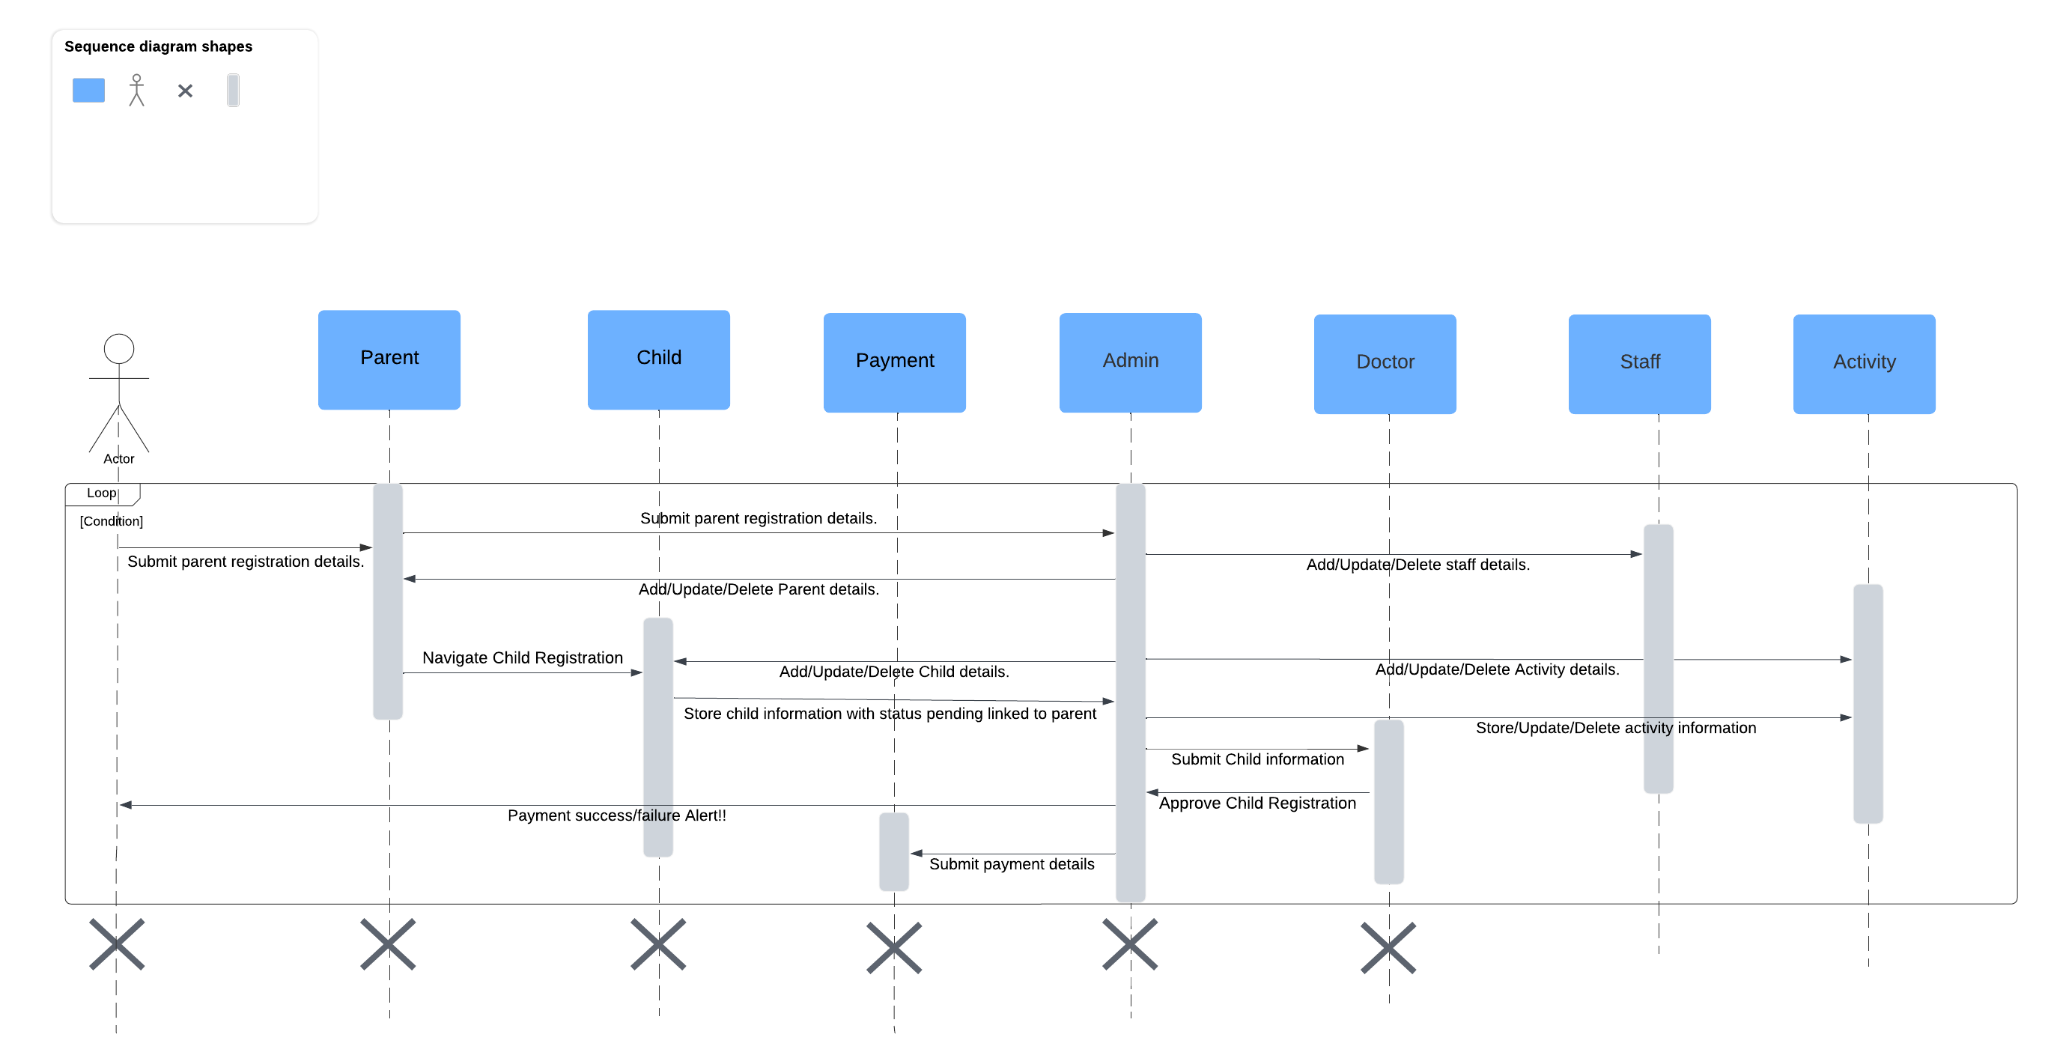 Sequence diagram shapes
Parent
Child
Payment
Admin
Doctor
Staff
Activity
Actor
Loop
[Condition]
Submit parent registration details.
Submit parent registration details.
Add/Update/Delete staff details.
Add/Update/Delete Parent details.
Navigate Child Registration
Add/Update/Delete Child details.
Add/Update/Delete Activity details.
Store child information with status pending linked to parent
Store/Update/Delete activity information
Submit Child information
Approve Child Registration
Payment success/failure Alert!!
Submit payment details